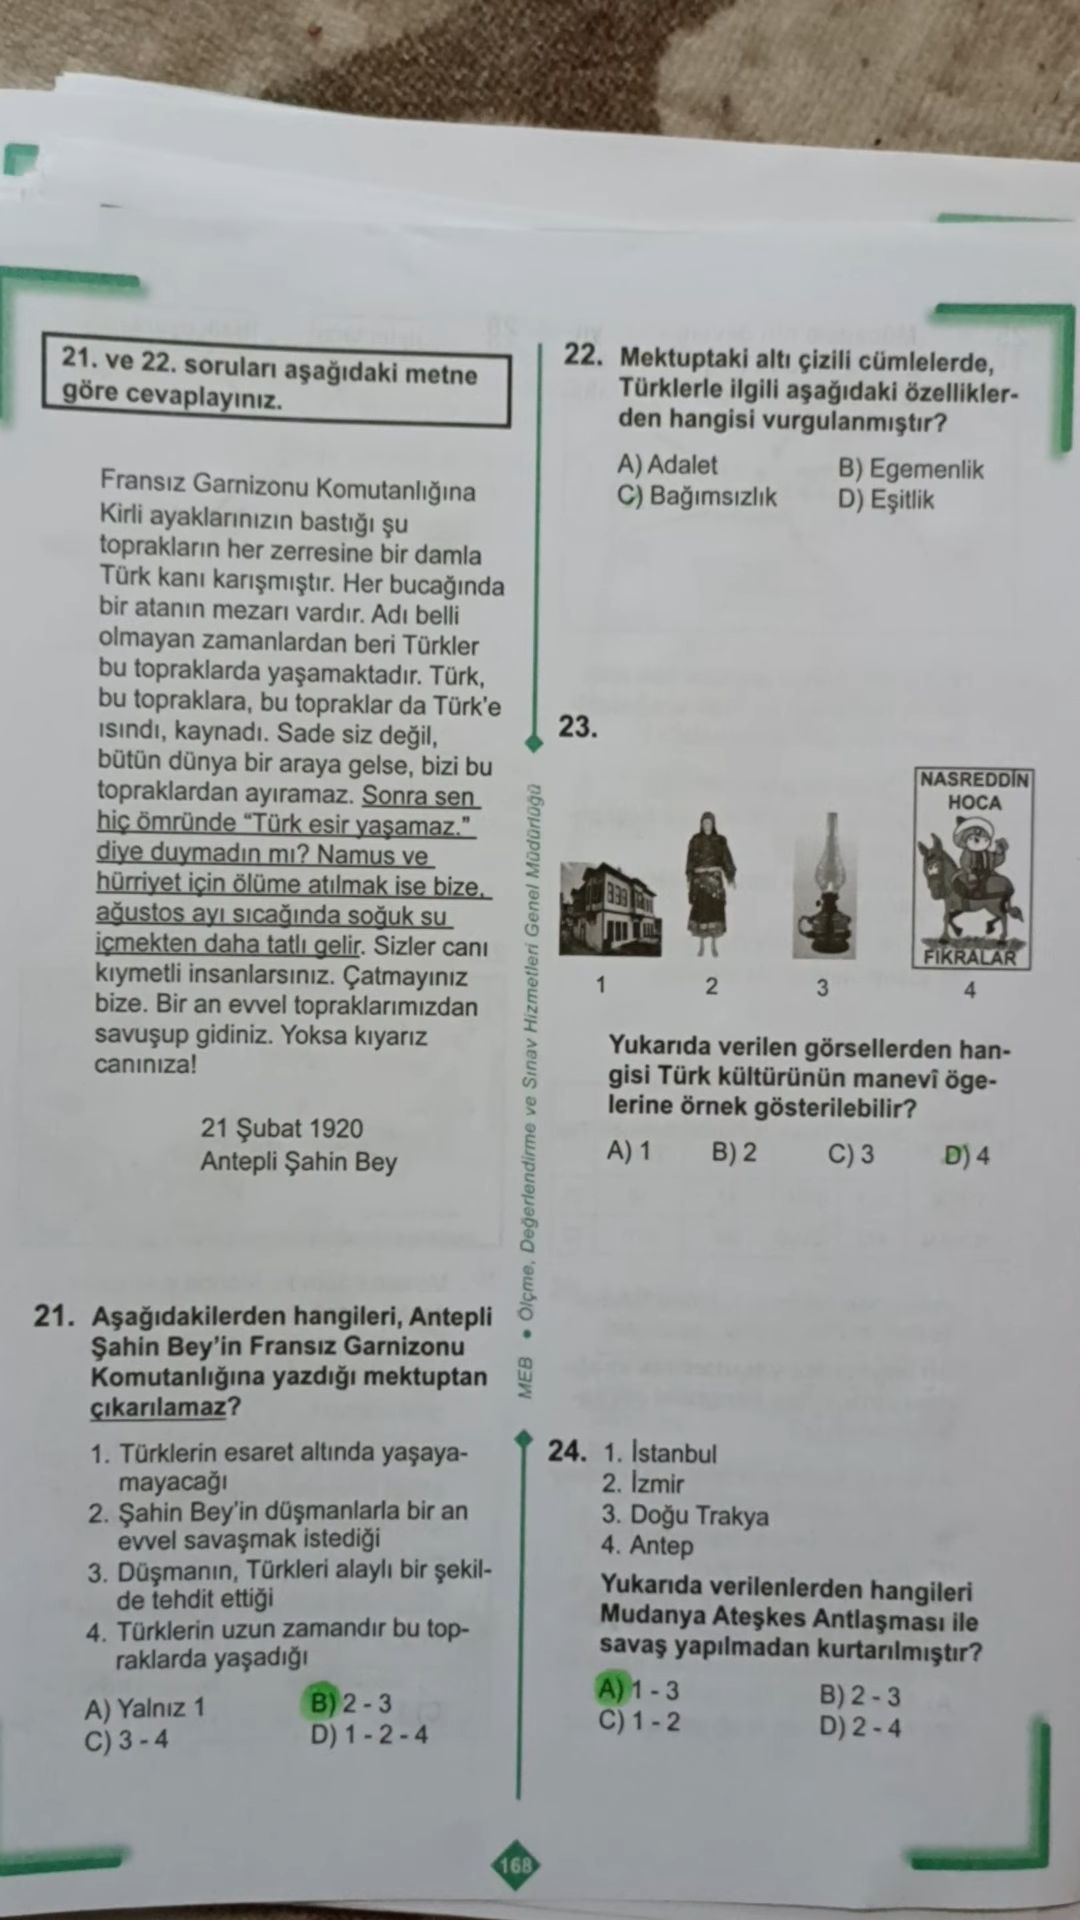 21. ve 22. soruları aşağıdaki metne
göre cevaplayınız.
Fransız Garnizonu Komutanlığına
Kirli ayaklarınızın bastığı şu
toprakların her zerresine bir damla
Türk kanı karışmıştır. Her bucağında
bir atanın mezarı vardır. Adı belli
olmayan zamanlardan beri Türkler
bu topraklarda yaşamaktadır. Türk,
bu topraklara, bu topraklar da Türk'e
ısındı, kaynadı. Sade siz değil,
bütün dünya bir araya gelse, bizi bu
topraklardan ayıramaz. Sonra sen
hiç ömründe “Türk esir yaşamaz.”
diye duymadın mı? Namus ve
hürriyet için ölüme atılmak ise bize,
ağustos ayı sıcağında soğuk su
içmekten daha tatlı gelir. Sizler canı
kıymetli insanlarsınız. Çatmayınız
bize. Bir an evvel topraklarımızdan
savuşup gidiniz. Yoksa kıyarız
canınıza!
21 Şubat 1920
Antepli Şahin Bey
21. Aşağıdakilerden hangileri, Antepli
Şahin Bey’in Fransız Garnizonu
Komutanlığına yazdığı mektuptan
çıkarılamaz?
1. Türklerin esaret altında yaşaya-
mayacağı
2. Şahin Bey’in düşmanlarla bir an
evvel savaşmak istediği
3. Düşmanın, Türkleri alaylı bir şekil-
de tehdit ettiği
4. Türklerin uzun zamandır bu top-
raklarda yaşadığı
A) Yalnız 1 B) 2 - 3
C) 3 - 4 D) 1 - 2 - 4
MEB • Ölçme, Değerlendirme ve Sınav Hizmetleri Genel Müdürlüğü
22. Mektuptaki altı çizili cümlelerde,
Türklerle ilgili aşağıdaki özellikler-
den hangisi vurgulanmıştır?
A) Adalet B) Egemenlik
C) Bağımsızlık D) Eşitlik
23.
NASREDDİN
HOCA
FIKRALAR
1 2 3 4
Yukarıda verilen görsellerden han-
gisi Türk kültürünün manevî öge-
lerine örnek gösterilebilir?
A) 1 B) 2 C) 3 D) 4
24. 1. İstanbul
2. İzmir
3. Doğu Trakya
4. Antep
Yukarıda verilenlerden hangileri
Mudanya Ateşkes Antlaşması ile
savaş yapılmadan kurtarılmıştır?
A) 1 - 3 B) 2 - 3
C) 1 - 2 D) 2 - 4
168